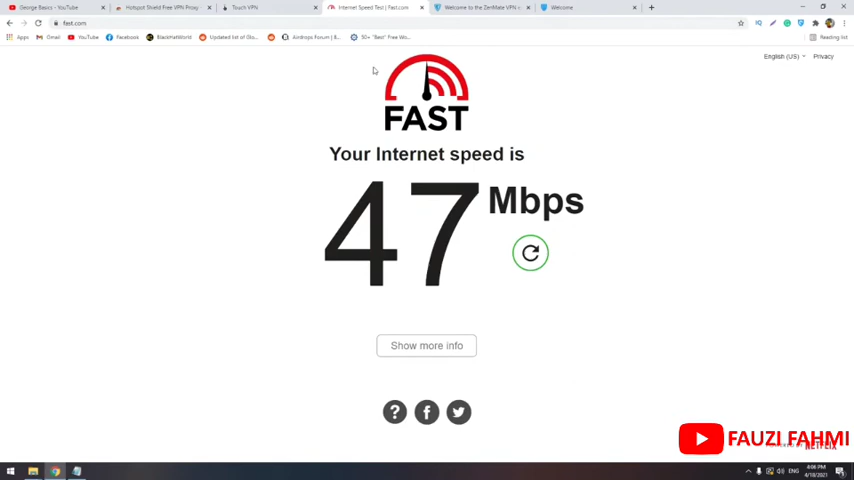 George Basics - YouTube
Hotspot Shield Free VPN Proxy -
Touch VPN
Internet Speed Test | Fast.com
Welcome to the ZenMate VPN
Welcome
fast.com
Apps
Gmail
YouTube
Facebook
BlackHatWorld
Updated list of Glo...
Airdrops Forum | B...
50+ "Best" Free Wo...
Reading list
English (US)
Privacy
FAST
Your Internet speed is
47 Mbps
Show more info
FAUZI FAHMI
NETFLIX
ENG
4:06 PM
4/18/2021